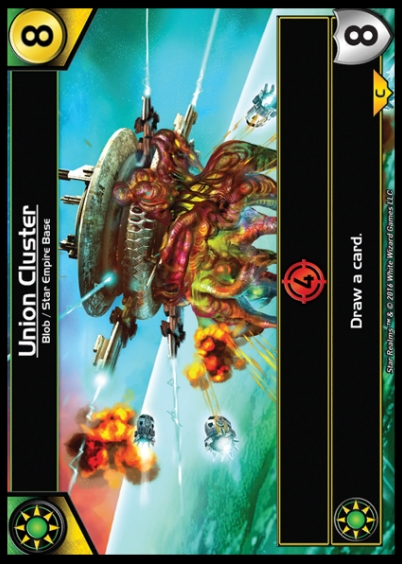 Union Cluster
8
Blob / Star Empire Base
4
Draw a card.
C
8
Star Realms™ & © 2016 White Wizard Games LLC